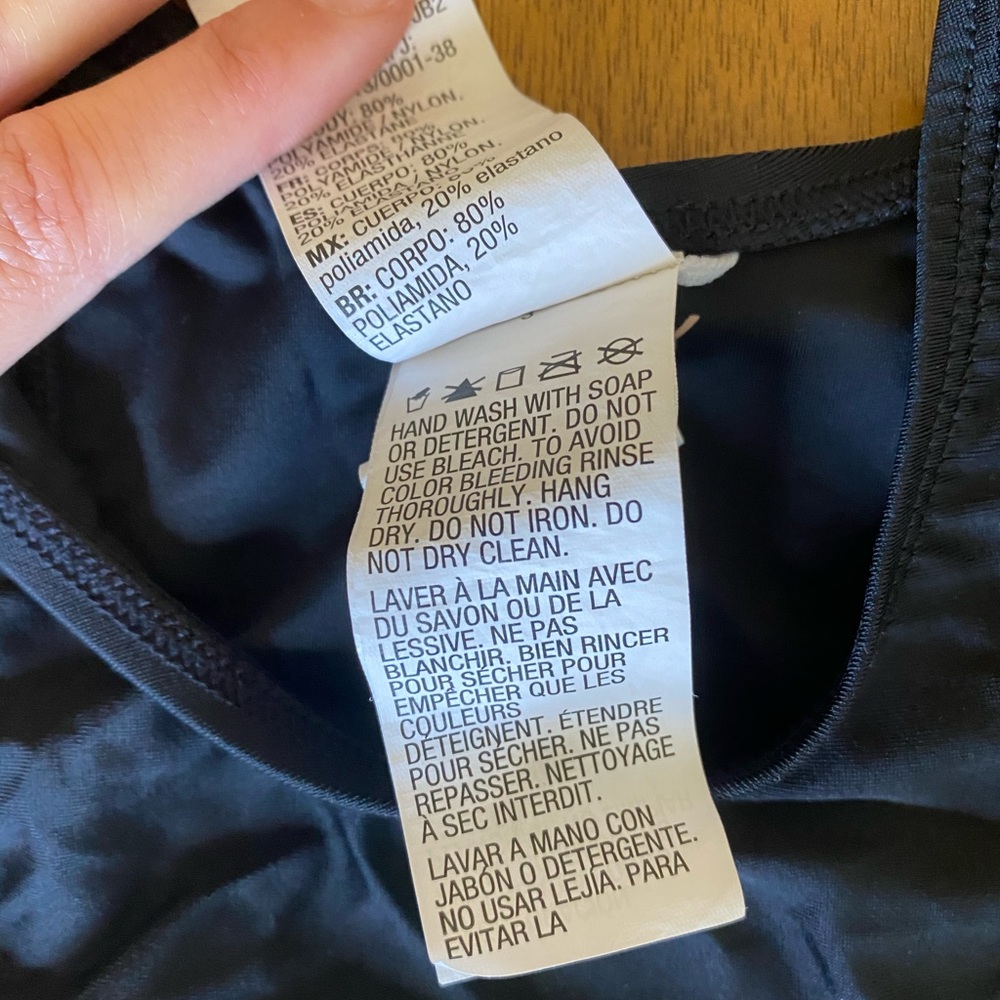 JB2
J:
3/0001-38
BODY: 80%
POLYAMIDE / NYLON.
20% ELASTANE
FR: CORPS / 80%
POLYAMIDE / NYLON.
20% ELASTHANNE
ES: CUERPO / 80%
POLIAMIDA / NYLON.
20% ELASTANO
MX: CUERPO: 80%
poliamida, 20% elastano
BR: CORPO: 80%
POLIAMIDA, 20%
ELASTANO
HAND WASH WITH SOAP
OR DETERGENT. DO NOT
USE BLEACH. TO AVOID
COLOR BLEEDING RINSE
THOROUGHLY. HANG
DRY. DO NOT IRON. DO
NOT DRY CLEAN.
LAVER À LA MAIN AVEC
DU SAVON OU DE LA
LESSIVE. NE PAS
BLANCHIR. BIEN RINCER
POUR SÉCHER POUR
EMPÊCHER QUE LES
COULEURS
DÉTEIGNENT. ÉTENDRE
POUR SÉCHER. NE PAS
REPASSER. NETTOYAGE
À SEC INTERDIT.
LAVAR A MANO CON
JABÓN O DETERGENTE.
NO USAR LEJÍA. PARA
EVITAR LA